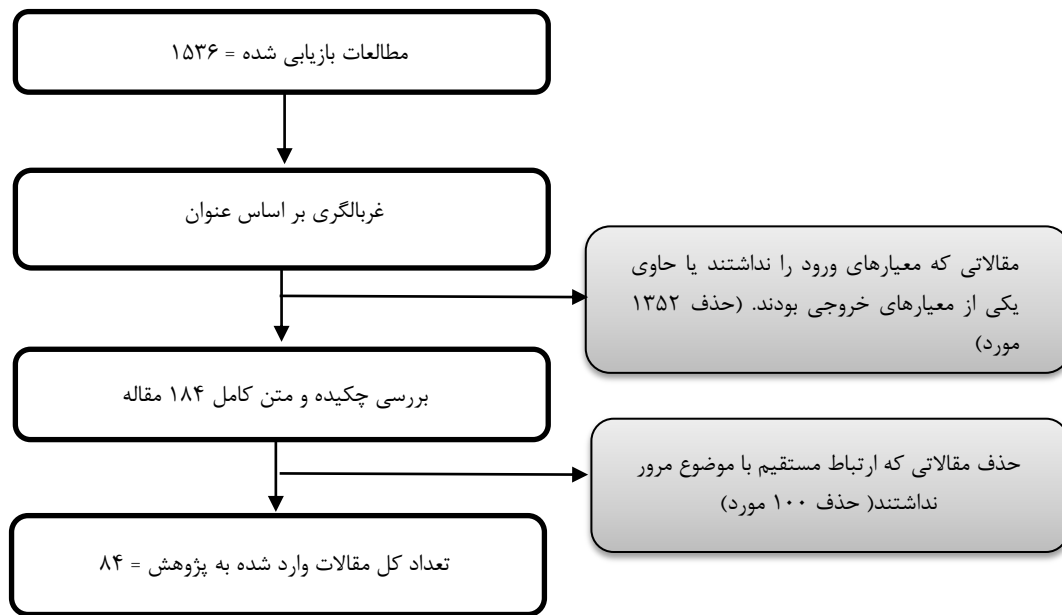 مطالعات بازیابی شده = ۱۵۳۶
غربالگری بر اساس عنوان
مقالاتی که معیارهای ورود را نداشتند یا حاوی
یکی از معیارهای خروجی بودند. (حذف ۱۳۵۲
مورد)
بررسی چکیده و متن کامل ۱۸۴ مقاله
حذف مقالاتی که ارتباط مستقیم با موضوع مرور
نداشتند( حذف ۱۰۰ مورد)
تعداد کل مقالات وارد شده به پژوهش = ۸۴